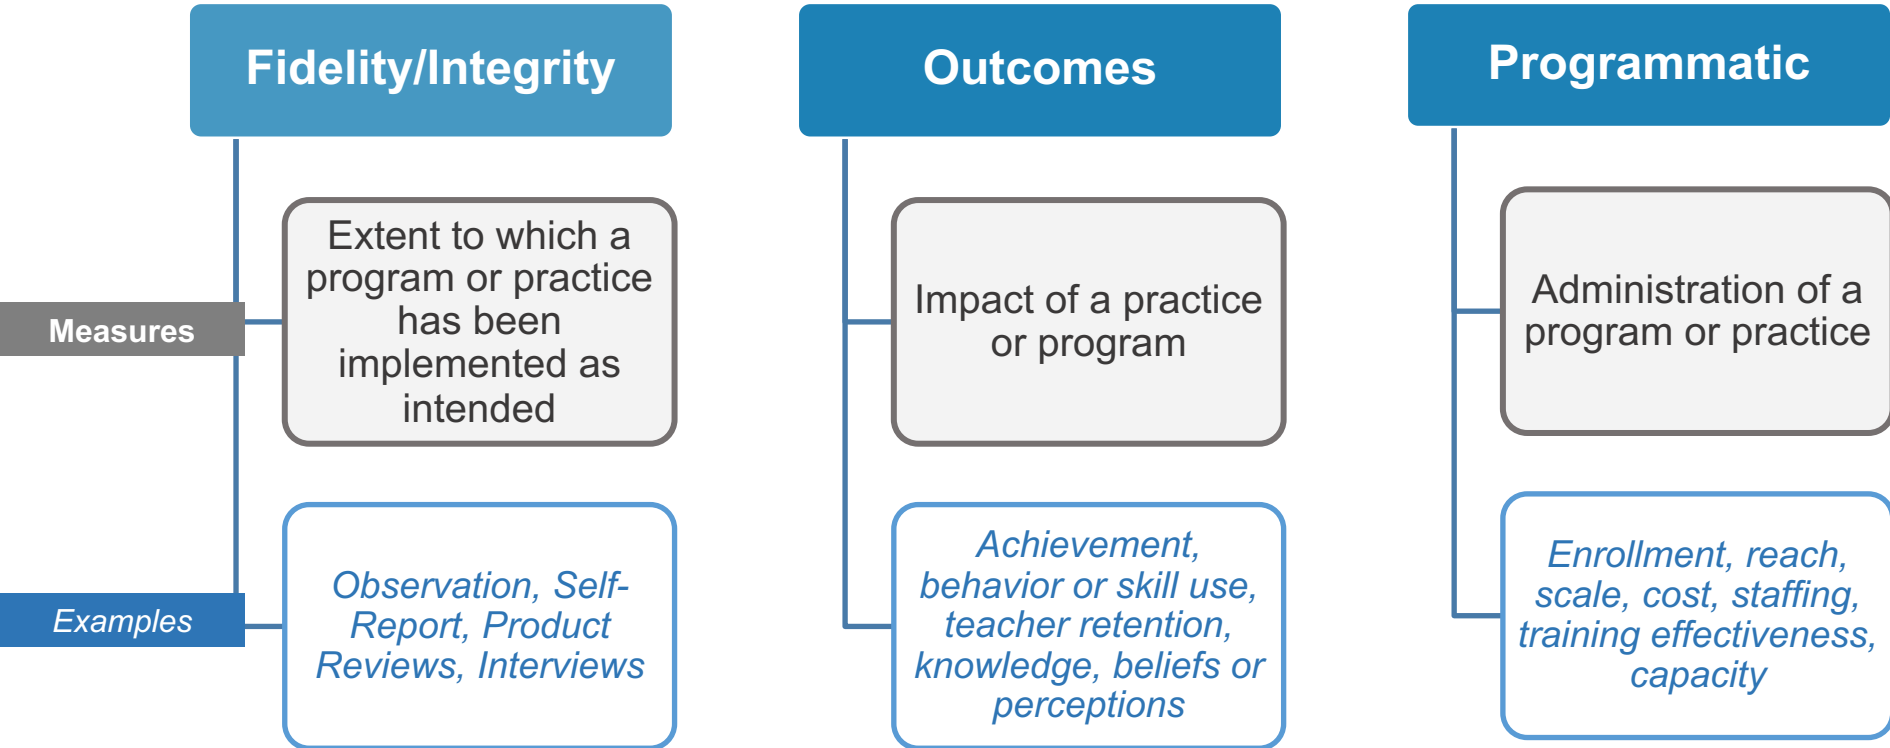 Fidelity/Integrity
Outcomes
Programmatic
Measures
Extent to which a
program or practice
has been
implemented as
intended
Impact of a practice
or program
Administration of a
program or practice
Examples
Observation, Self-
Report, Product
Reviews, Interviews
Achievement,
behavior or skill use,
teacher retention,
knowledge, beliefs or
perceptions
Enrollment, reach,
scale, cost, staffing,
training effectiveness,
capacity